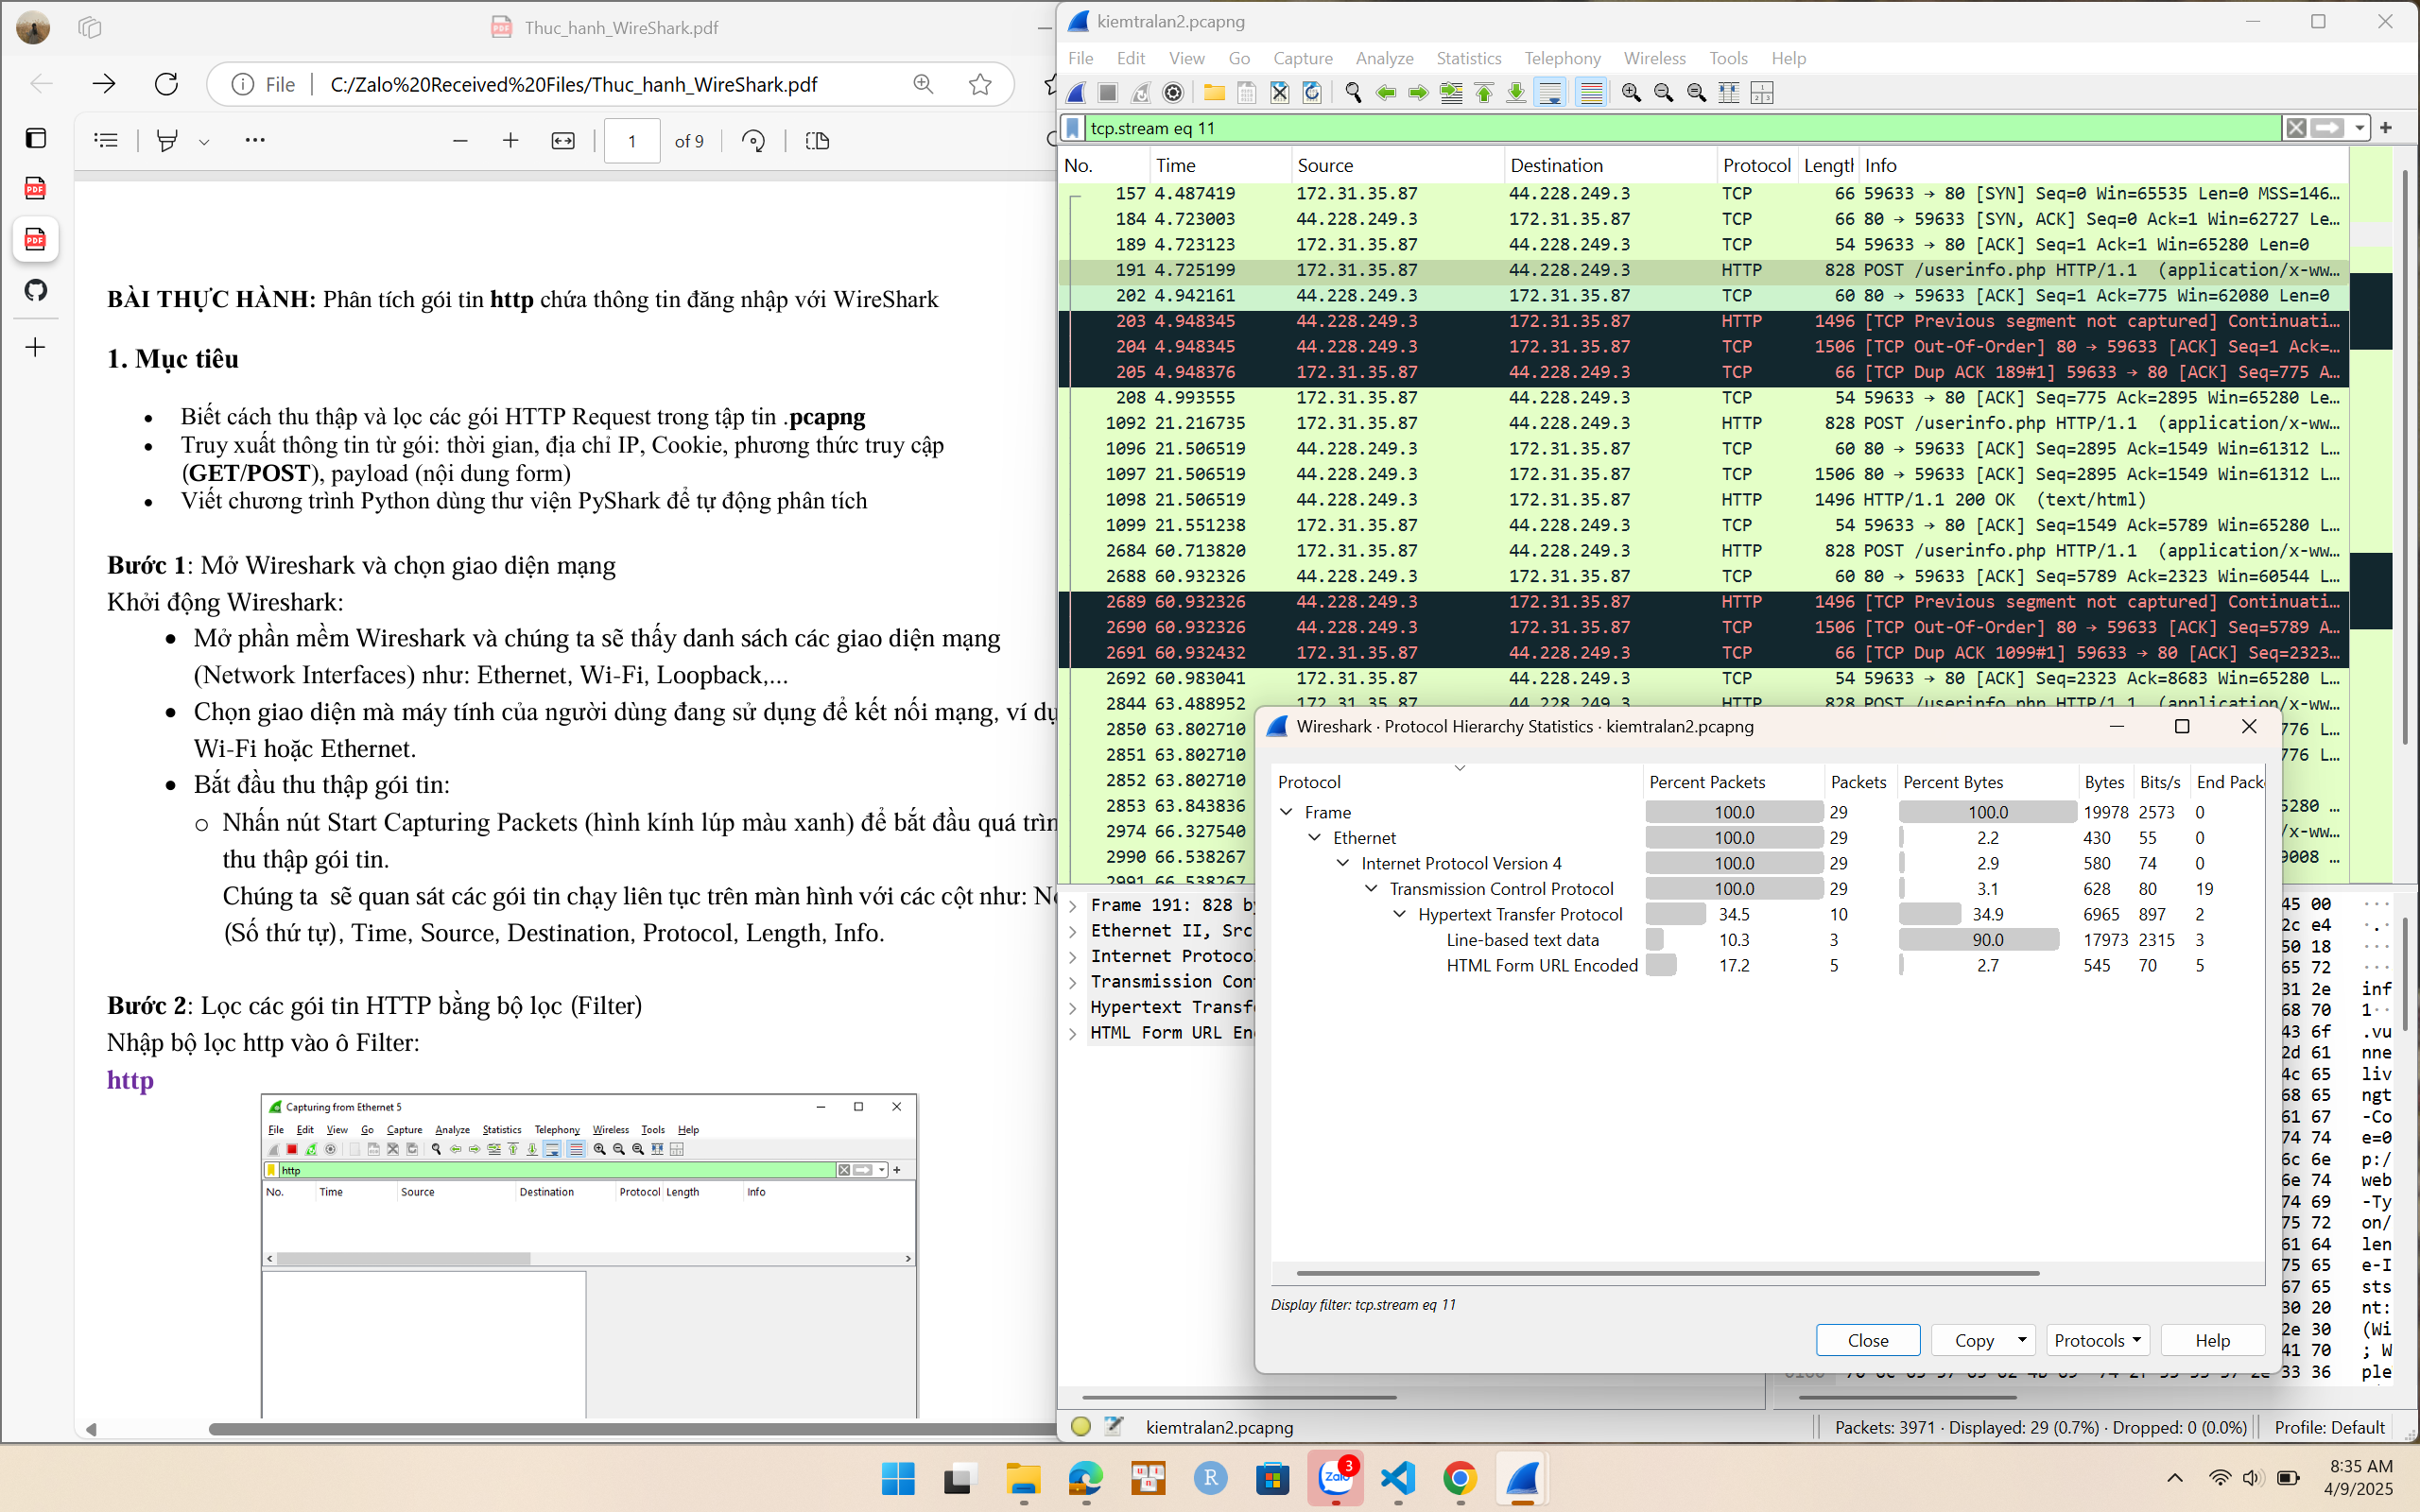 Thuc_hanh_WireShark.pdf
File
C:/Zalo%20Received%20Files/Thuc_hanh_WireShark.pdf
1 of 9
BÀI THỰC HÀNH: Phân tích gói tin http chứa thông tin đăng nhập với WireShark
1. Mục tiêu
• Biết cách thu thập và lọc các gói HTTP Request trong tập tin .pcapng
• Truy xuất thông tin từ gói: thời gian, địa chỉ IP, Cookie, phương thức truy cập
(GET/POST), payload (nội dung form)
• Viết chương trình Python dùng thư viện PyShark để tự động phân tích
Bước 1: Mở Wireshark và chọn giao diện mạng
Khởi động Wireshark:
• Mở phần mềm Wireshark và chúng ta sẽ thấy danh sách các giao diện mạng
(Network Interfaces) như: Ethernet, Wi-Fi, Loopback,...
• Chọn giao diện mà máy tính của người dùng đang sử dụng để kết nối mạng, ví dụ
Wi-Fi hoặc Ethernet.
• Bắt đầu thu thập gói tin:
o Nhấn nút Start Capturing Packets (hình kính lúp màu xanh) để bắt đầu quá trìn
thu thập gói tin.
Chúng ta sẽ quan sát các gói tin chạy liên tục trên màn hình với các cột như: No
(Số thứ tự), Time, Source, Destination, Protocol, Length, Info.
Bước 2: Lọc các gói tin HTTP bằng bộ lọc (Filter)
Nhập bộ lọc http vào ô Filter:
http
Capturing from Ethernet 5
File Edit View Go Capture Analyze Statistics Telephony Wireless Tools Help
http
No. Time Source Destination Protocol Length Info
kiemtralan2.pcapng
File Edit View Go Capture Analyze Statistics Telephony Wireless Tools Help
tcp.stream eq 11
No. Time Source Destination Protocol Length Info
157 4.487419 172.31.35.87 44.228.249.3 TCP 66 59633 → 80 [SYN] Seq=0 Win=65535 Len=0 MSS=146…
184 4.723003 44.228.249.3 172.31.35.87 TCP 66 80 → 59633 [SYN, ACK] Seq=0 Ack=1 Win=62727 Le…
189 4.723123 172.31.35.87 44.228.249.3 TCP 54 59633 → 80 [ACK] Seq=1 Ack=1 Win=65280 Len=0
191 4.725199 172.31.35.87 44.228.249.3 HTTP 828 POST /userinfo.php HTTP/1.1 (application/x-ww…
202 4.942161 44.228.249.3 172.31.35.87 TCP 60 80 → 59633 [ACK] Seq=1 Ack=775 Win=62080 Len=0
203 4.948345 44.228.249.3 172.31.35.87 HTTP 1496 [TCP Previous segment not captured] Continuati…
204 4.948345 44.228.249.3 172.31.35.87 TCP 1506 [TCP Out-Of-Order] 80 → 59633 [ACK] Seq=1 Ack=…
205 4.948376 172.31.35.87 44.228.249.3 TCP 66 [TCP Dup ACK 189#1] 59633 → 80 [ACK] Seq=775 A…
208 4.993555 172.31.35.87 44.228.249.3 TCP 54 59633 → 80 [ACK] Seq=775 Ack=2895 Win=65280 Le…
1092 21.216735 172.31.35.87 44.228.249.3 HTTP 828 POST /userinfo.php HTTP/1.1 (application/x-ww…
1096 21.506519 44.228.249.3 172.31.35.87 TCP 60 80 → 59633 [ACK] Seq=2895 Ack=1549 Win=61312 L…
1097 21.506519 44.228.249.3 172.31.35.87 TCP 1506 80 → 59633 [ACK] Seq=2895 Ack=1549 Win=61312 L…
1098 21.506519 44.228.249.3 172.31.35.87 HTTP 1496 HTTP/1.1 200 OK (text/html)
1099 21.551238 172.31.35.87 44.228.249.3 TCP 54 59633 → 80 [ACK] Seq=1549 Ack=5789 Win=65280 L…
2684 60.713820 172.31.35.87 44.228.249.3 HTTP 828 POST /userinfo.php HTTP/1.1 (application/x-ww…
2688 60.932326 44.228.249.3 172.31.35.87 TCP 60 80 → 59633 [ACK] Seq=5789 Ack=2323 Win=60544 L…
2689 60.932326 44.228.249.3 172.31.35.87 HTTP 1496 [TCP Previous segment not captured] Continuati…
2690 60.932326 44.228.249.3 172.31.35.87 TCP 1506 [TCP Out-Of-Order] 80 → 59633 [ACK] Seq=5789 A…
2691 60.932432 172.31.35.87 44.228.249.3 TCP 66 [TCP Dup ACK 1099#1] 59633 → 80 [ACK] Seq=2323…
2692 60.983041 172.31.35.87 44.228.249.3 TCP 54 59633 → 80 [ACK] Seq=2323 Ack=8683 Win=65280 L…
2844 63.488952 172.31.35.87 44.228.249.3 HTTP 828 POST /userinfo.php HTTP/1.1 (application/x-ww…
2850 63.802710 776 L…
2851 63.802710 776 L…
2852 63.802710
2853 63.843836 5280 …
2974 66.327540 /x-ww…
2990 66.538267 9008 …
2991 66.538267
Frame 191: 828 by
Ethernet II, Src
Internet Protoco
Transmission Con
Hypertext Transf
HTML Form URL En
Wireshark · Protocol Hierarchy Statistics · kiemtralan2.pcapng
Protocol Percent Packets Packets Percent Bytes Bytes Bits/s End Pack
Frame 100.0 29 100.0 19978 2573 0
Ethernet 100.0 29 2.2 430 55 0
Internet Protocol Version 4 100.0 29 2.9 580 74 0
Transmission Control Protocol 100.0 29 3.1 628 80 19
Hypertext Transfer Protocol 34.5 10 34.9 6965 897 2
Line-based text data 10.3 3 90.0 17973 2315 3
HTML Form URL Encoded 17.2 5 2.7 545 70 5
Display filter: tcp.stream eq 11
Close Copy Protocols Help
45 00 ···
2c e4 ·.·
50 18 ···
65 72 ···
31 2e inf
68 70 1··
43 6f .vu
2d 61 nne
4c 65 liv
68 65 ngt
61 67 -Co
74 74 e=0
6c 6e p:/
6e 74 web
74 69 -Ty
75 72 on/
61 64 len
75 65 e-I
67 65 sts
30 20 nt:
2e 30 (Wi
41 70 ; W
33 36 ple
kiemtralan2.pcapng
Packets: 3971 · Displayed: 29 (0.7%) · Dropped: 0 (0.0%)
Profile: Default
Zalo 3
R
8:35 AM
4/9/2025